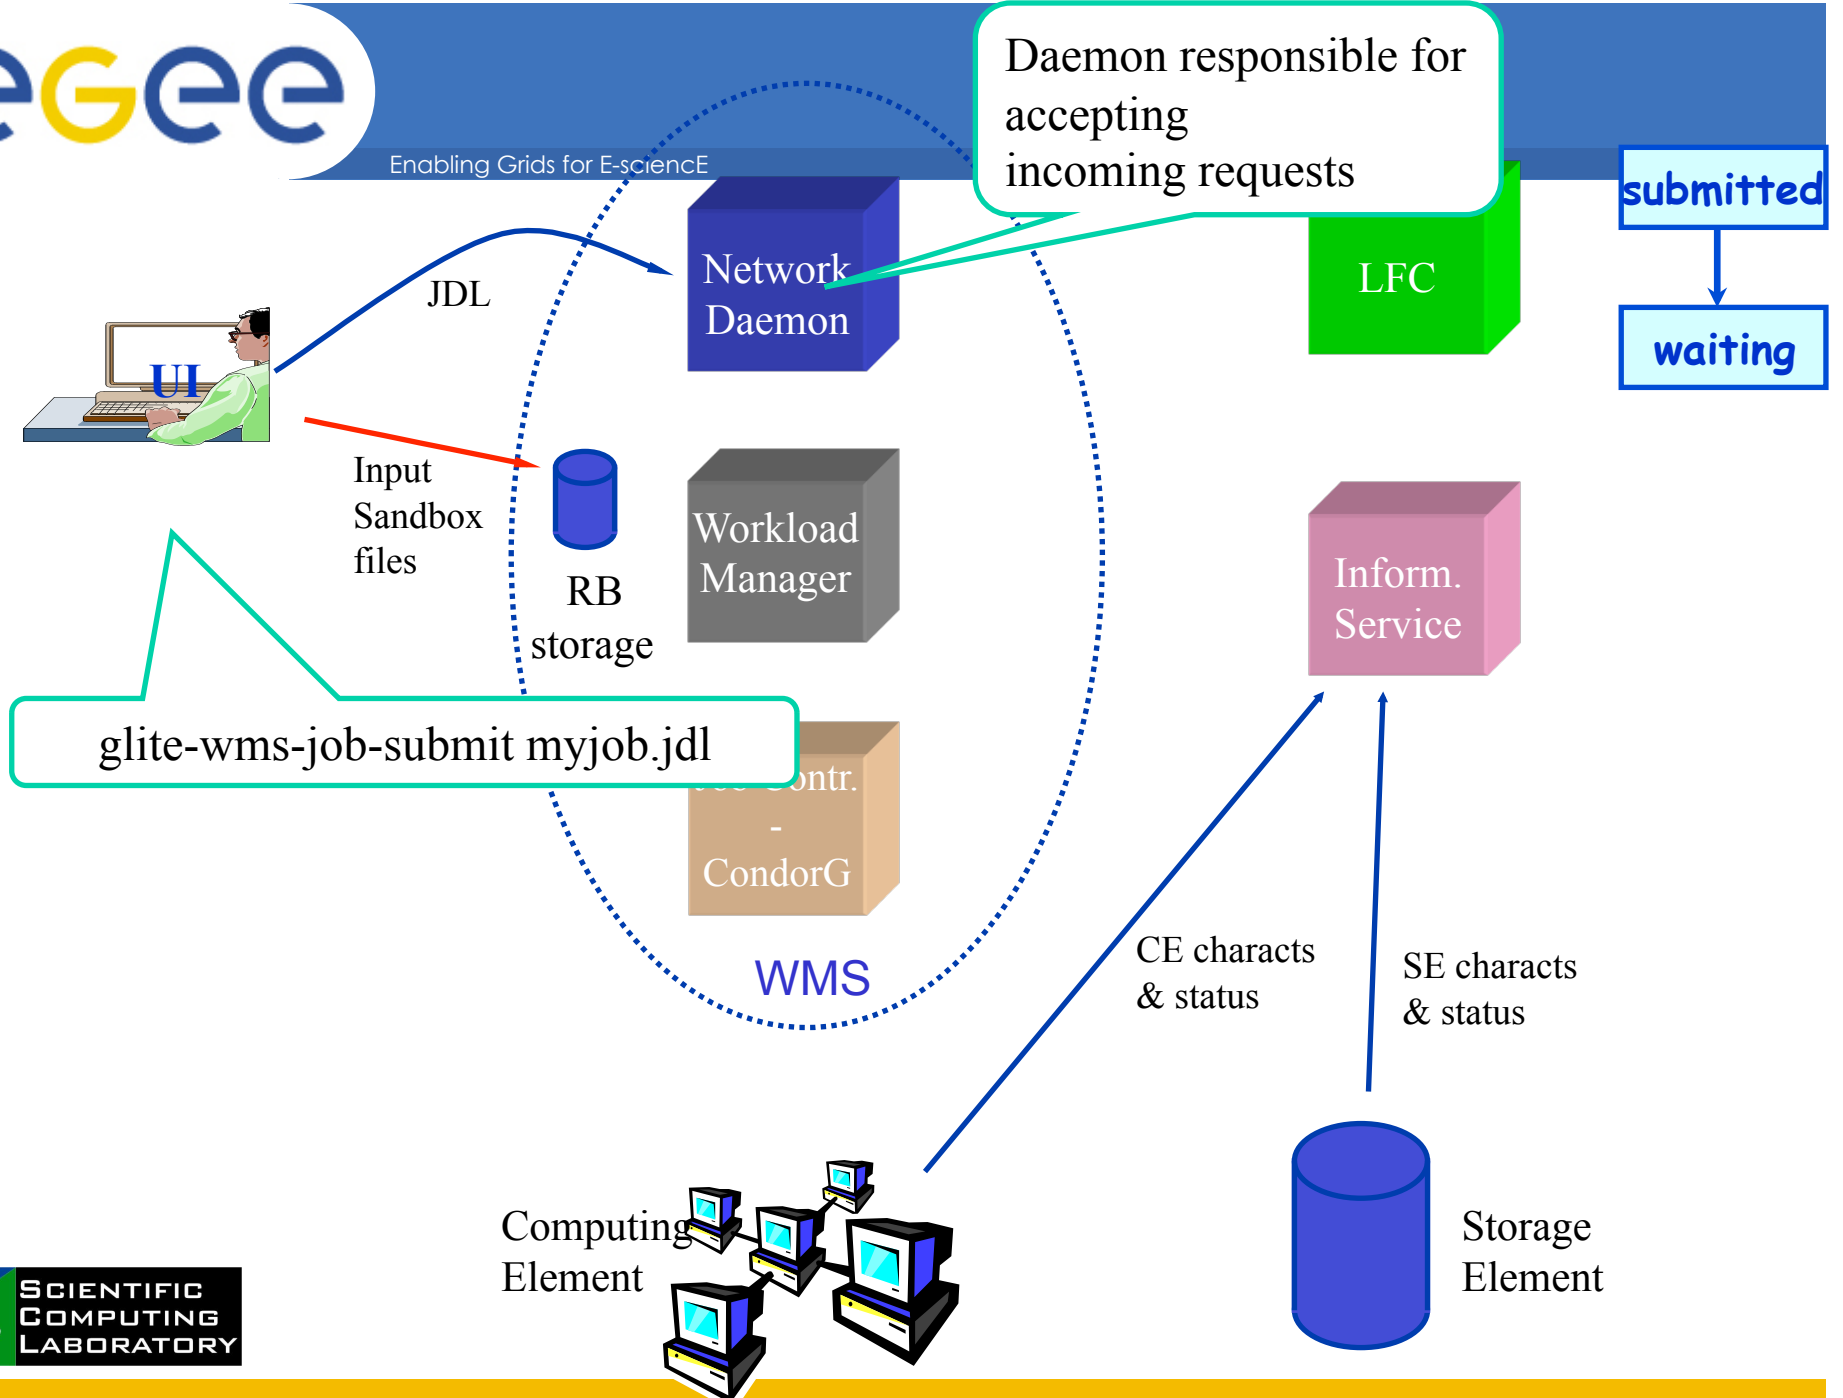 egee
Enabling Grids for E-sciencE
Daemon responsible for
accepting
incoming requests
submitted
waiting
Network
Daemon
LFC
JDL
UI
Input
Sandbox
files
RB
storage
Workload
Manager
Inform.
Service
glite-wms-job-submit myjob.jdl
Job Contr.
-
CondorG
WMS
CE characts
& status
SE characts
& status
Computing
Element
Storage
Element
SCIENTIFIC
COMPUTING
LABORATORY